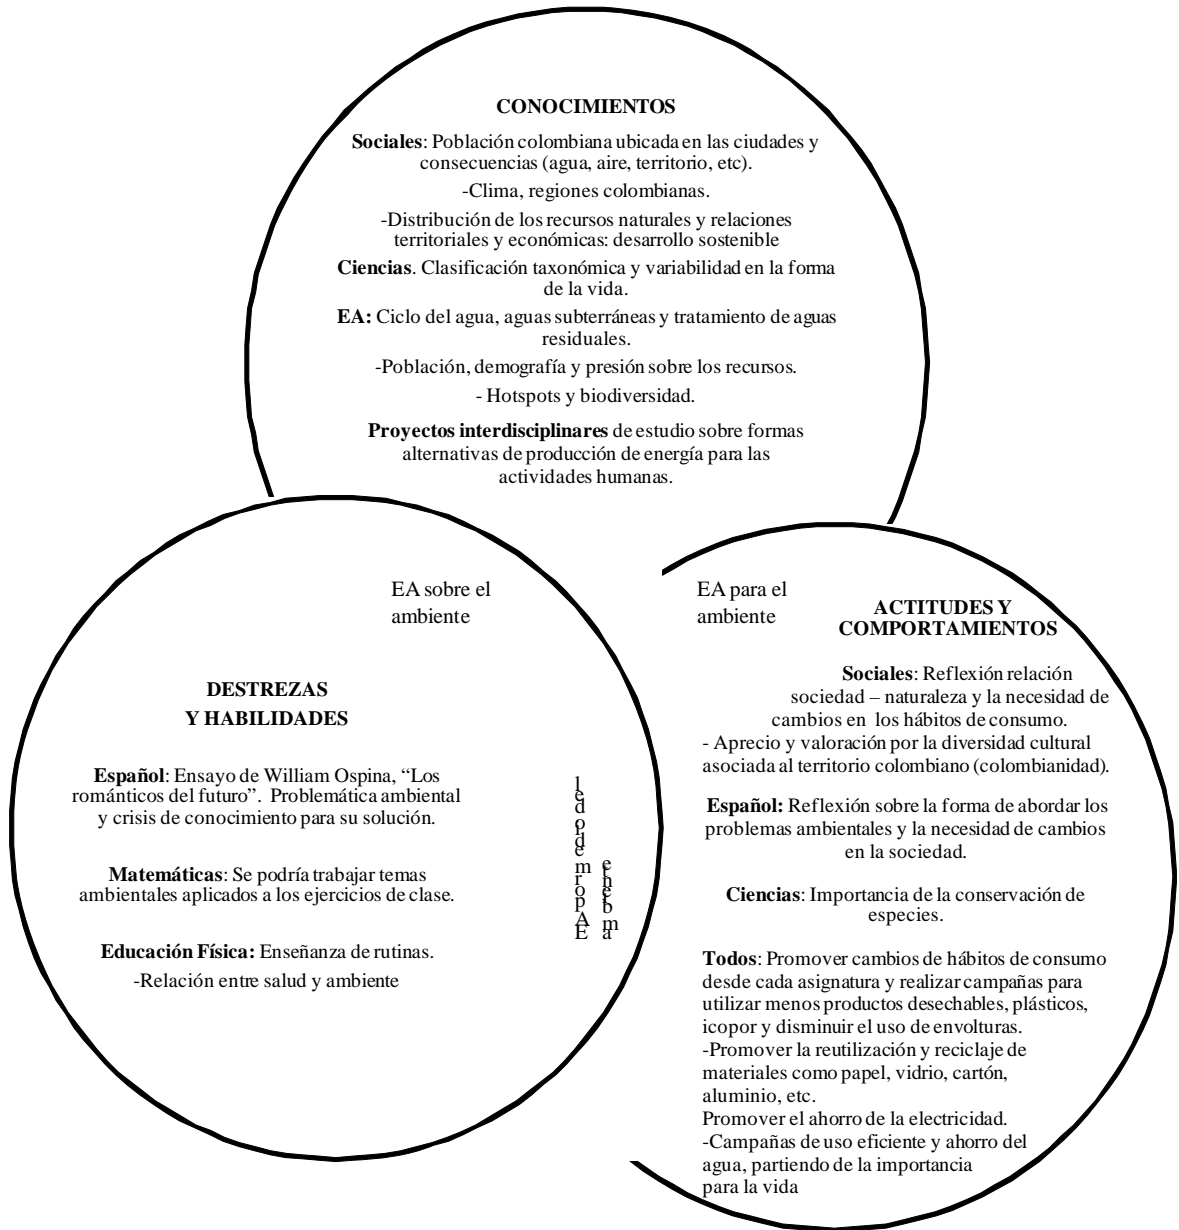 CONOCIMIENTOS
Sociales: Población colombiana ubicada en las ciudades y
consecuencias (agua, aire, territorio, etc).
-Clima, regiones colombianas.
-Distribución de los recursos naturales y relaciones
territoriales y económicas: desarrollo sostenible
Ciencias. Clasificación taxonómica y variabilidad en la forma
de la vida.
EA: Ciclo del agua, aguas subterráneas y tratamiento de aguas
residuales.
-Población, demografía y presión sobre los recursos.
- Hotspots y biodiversidad.
Proyectos interdisciplinares de estudio sobre formas
alternativas de producción de energía para las
actividades humanas.
EA sobre el
ambiente
DESTREZAS
Y HABILIDADES
Español: Ensayo de William Ospina, “Los
románticos del futuro”. Problemática ambiental
y crisis de conocimiento para su solución.
Matemáticas: Se podría trabajar temas
ambientales aplicados a los ejercicios de clase.
Educación Física: Enseñanza de rutinas.
-Relación entre salud y ambiente
EA por medio del
ambiente
EA para el
ambiente
ACTITUDES Y
COMPORTAMIENTOS
Sociales: Reflexión relación
sociedad – naturaleza y la necesidad de
cambios en los hábitos de consumo.
- Aprecio y valoración por la diversidad cultural
asociada al territorio colombiano (colombianidad).
Español: Reflexión sobre la forma de abordar los
problemas ambientales y la necesidad de cambios
en la sociedad.
Ciencias: Importancia de la conservación de
especies.
Todos: Promover cambios de hábitos de consumo
desde cada asignatura y realizar campañas para
utilizar menos productos desechables, plásticos,
icopor y disminuir el uso de envolturas.
-Promover la reutilización y reciclaje de
materiales como papel, vidrio, cartón,
aluminio, etc.
Promover el ahorro de la electricidad.
-Campañas de uso eficiente y ahorro del
agua, partiendo de la importancia
para la vida